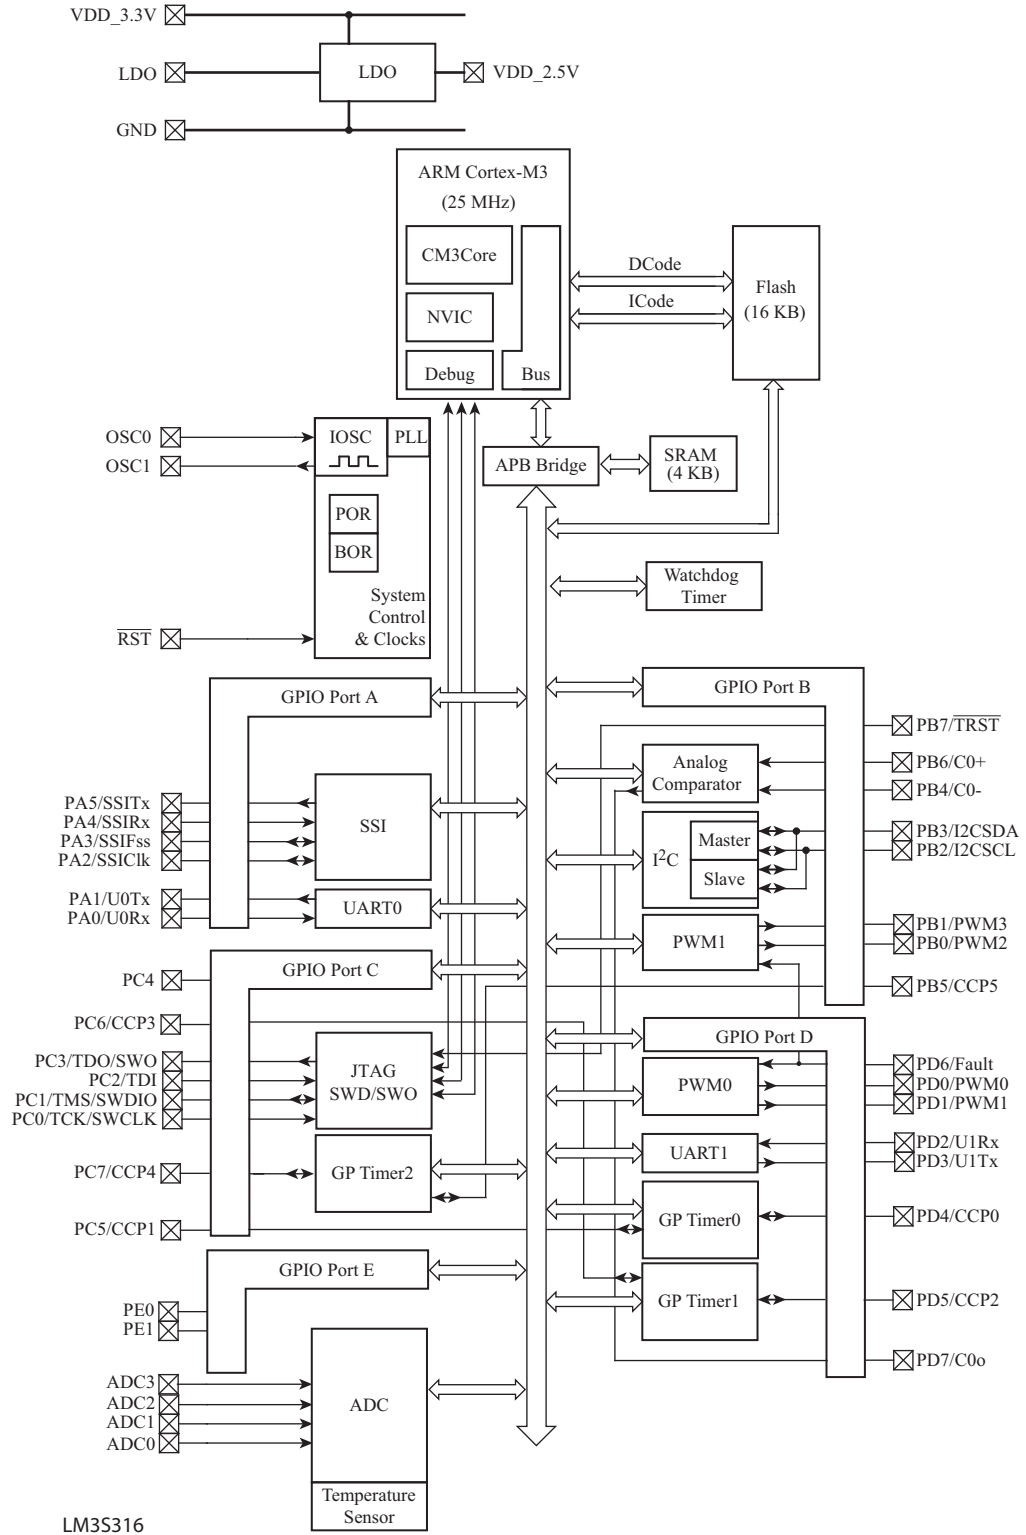 VDD_3.3V
LDO
LDO
VDD_2.5V
GND
ARM Cortex-M3
(25 MHz)
CM3Core
NVIC
Debug
Bus
DCode
ICode
Flash
(16 KB)
OSC0
OSC1
IOSC
PLL
POR
BOR
System
Control
& Clocks
RST
APB Bridge
SRAM
(4 KB)
Watchdog
Timer
GPIO Port A
PA5/SSITx
PA4/SSIRx
PA3/SSIFss
PA2/SSIClk
SSI
PA1/U0Tx
PA0/U0Rx
UART0
GPIO Port B
PB7/TRST
PB6/C0+
PB4/C0-
Analog
Comparator
I2C
Master
Slave
PB3/I2CSDA
PB2/I2CSCL
PWM1
PB1/PWM3
PB0/PWM2
PB5/CCP5
GPIO Port C
PC4
PC6/CCP3
PC3/TDO/SWO
PC2/TDI
PC1/TMS/SWDIO
PC0/TCK/SWCLK
JTAG
SWD/SWO
PC7/CCP4
GP Timer2
PC5/CCP1
GPIO Port D
PWM0
PD6/Fault
PD0/PWM0
PD1/PWM1
UART1
PD2/U1Rx
PD3/U1Tx
GP Timer0
PD4/CCP0
GP Timer1
PD5/CCP2
PD7/C0o
GPIO Port E
PE0
PE1
ADC3
ADC2
ADC1
ADC0
ADC
Temperature
Sensor
LM3S316